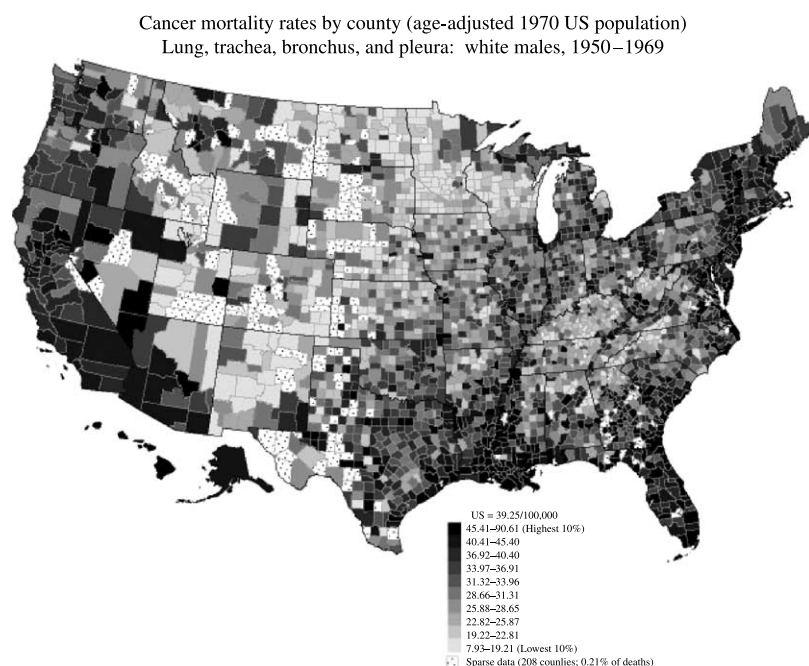 Cancer mortality rates by county (age-adjusted 1970 US population)
Lung, trachea, bronchus, and pleura: white males, 1950–1969
US = 39.25/100,000
45.41–90.61 (Highest 10%)
40.41–45.40
36.92–40.40
33.97–36.91
31.32–33.96
28.66–31.31
25.88–28.65
22.82–25.87
19.22–22.81
7.93–19.21 (Lowest 10%)
Sparse data (208 counlies; 0.21% of deaths)